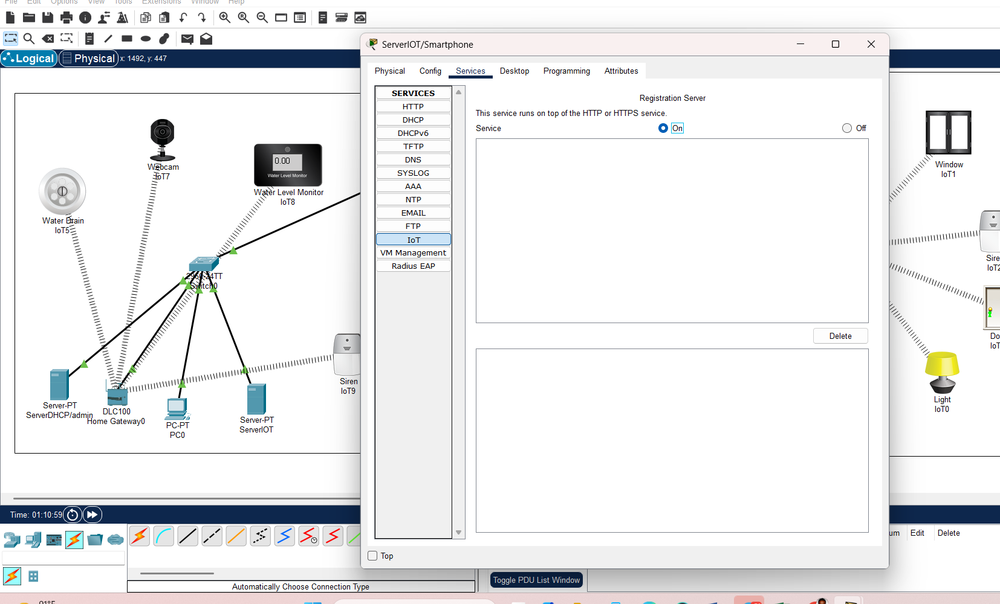 File Edit Options View Tools Extensions Window Help
Logical Physical x: 1492, y: 447
ServerIOT/Smartphone
Physical Config Services Desktop Programming Attributes
SERVICES
HTTP
DHCP
DHCPv6
TFTP
DNS
SYSLOG
AAA
NTP
EMAIL
FTP
IoT
VM Management
Radius EAP
Registration Server
This service runs on top of the HTTP or HTTPS service.
Service On Off
Delete
Top
Webcam
IoT7
0.00
Water Level Monitor
Water Level Monitor
IoT8
Water Drain
IoT5
2960-24TT
Switch0
Siren
IoT9
Server-PT
ServerDHCP/admin
DLC100
Home Gateway0
PC-PT
PC0
Server-PT
ServerIOT
Window
IoT1
Sire
IoT2
Do
IoT
Light
IoT0
Time: 01:10:59
um Edit Delete
Toggle PDU List Window
Automatically Choose Connection Type
91°F